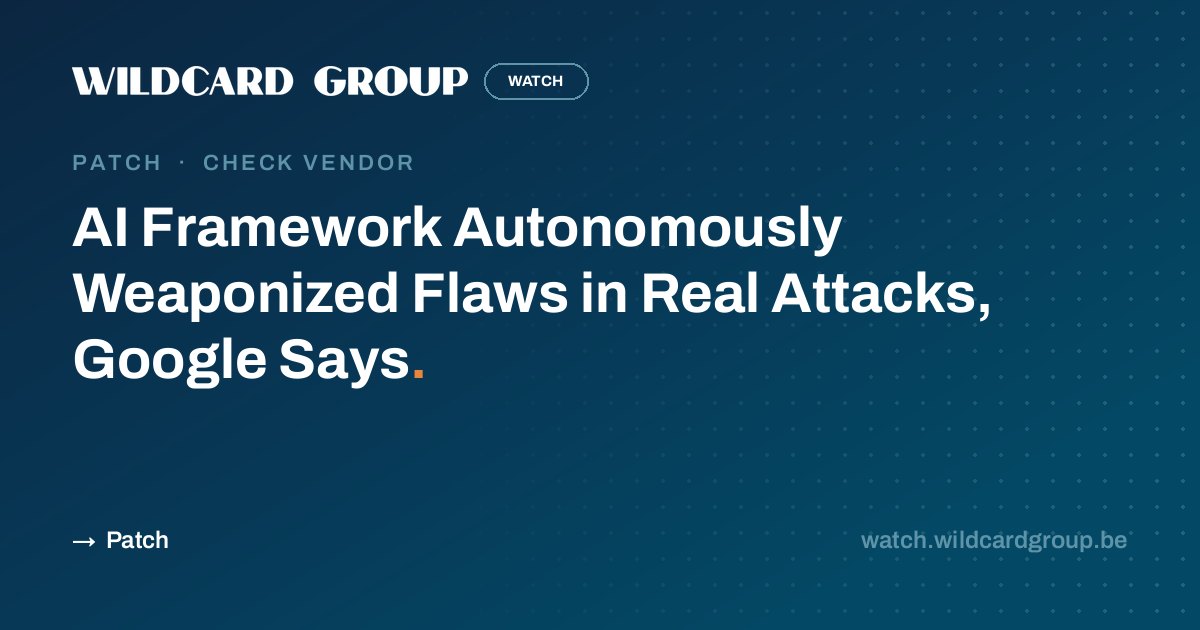 WILDCARD GROUP WATCH
PATCH · CHECK VENDOR
AI Framework Autonomously
Weaponized Flaws in Real Attacks,
Google Says.
→ Patch
watch.wildcardgroup.be